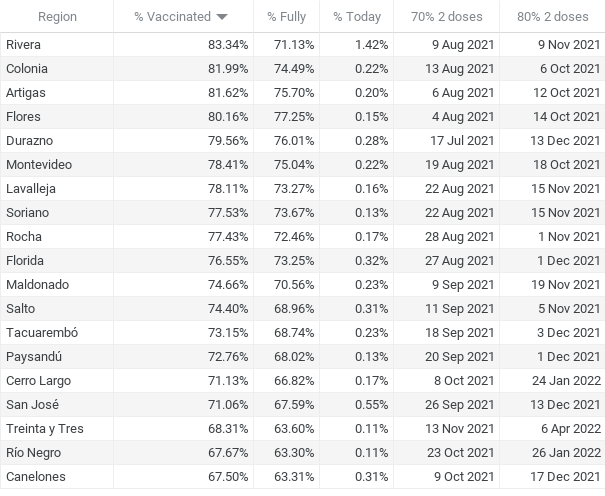 Region % Vaccinated % Fully % Today 70% 2 doses 80% 2 doses
Rivera 83.34% 71.13% 1.42% 9 Aug 2021 9 Nov 2021
Colonia 81.99% 74.49% 0.22% 13 Aug 2021 6 Oct 2021
Artigas 81.62% 75.70% 0.20% 6 Aug 2021 12 Oct 2021
Flores 80.16% 77.25% 0.15% 4 Aug 2021 14 Oct 2021
Durazno 79.56% 76.01% 0.28% 17 Jul 2021 13 Dec 2021
Montevideo 78.41% 75.04% 0.22% 19 Aug 2021 18 Oct 2021
Lavalleja 78.11% 73.27% 0.16% 22 Aug 2021 15 Nov 2021
Soriano 77.53% 73.67% 0.13% 22 Aug 2021 15 Nov 2021
Rocha 77.43% 72.46% 0.17% 28 Aug 2021 1 Nov 2021
Florida 76.55% 73.25% 0.32% 27 Aug 2021 1 Dec 2021
Maldonado 74.66% 70.56% 0.23% 9 Sep 2021 19 Nov 2021
Salto 74.40% 68.96% 0.31% 11 Sep 2021 5 Nov 2021
Tacuarembó 73.15% 68.74% 0.23% 18 Sep 2021 3 Dec 2021
Paysandú 72.76% 68.02% 0.13% 20 Sep 2021 1 Dec 2021
Cerro Largo 71.13% 66.82% 0.17% 8 Oct 2021 24 Jan 2022
San José 71.06% 67.59% 0.55% 26 Sep 2021 13 Dec 2021
Treinta y Tres 68.31% 63.60% 0.11% 13 Nov 2021 6 Apr 2022
Río Negro 67.67% 63.30% 0.11% 23 Oct 2021 26 Jan 2022
Canelones 67.50% 63.31% 0.31% 9 Oct 2021 17 Dec 2021